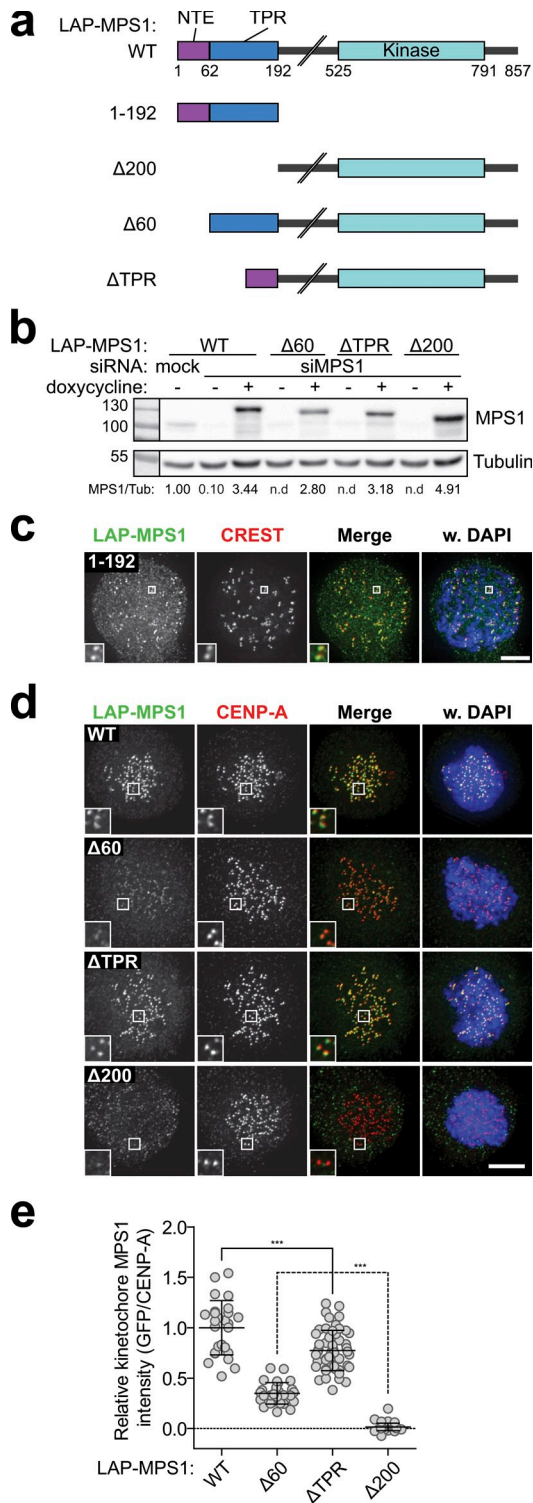 a
NTE TPR
LAP-MPS1:
WT Kinase
1 62 192 525 791 857
1-192
Δ200
Δ60
ΔTPR
b
LAP-MPS1: WT Δ60 ΔTPR Δ200
siRNA: mock siMPS1
doxycycline: - - + - + - + - +
130
100
MPS1
55
Tubulin
MPS1/Tub: 1.00 0.10 3.44 n.d 2.80 n.d 3.18 n.d 4.91
c
LAP-MPS1 CREST Merge w. DAPI
1-192
d
LAP-MPS1 CENP-A Merge w. DAPI
WT
Δ60
ΔTPR
Δ200
e
Relative kinetochore MPS1
intensity (GFP/CENP-A)
2.0
1.5
1.0
0.5
0.0
*** ***
LAP-MPS1: WT Δ60 ΔTPR Δ200